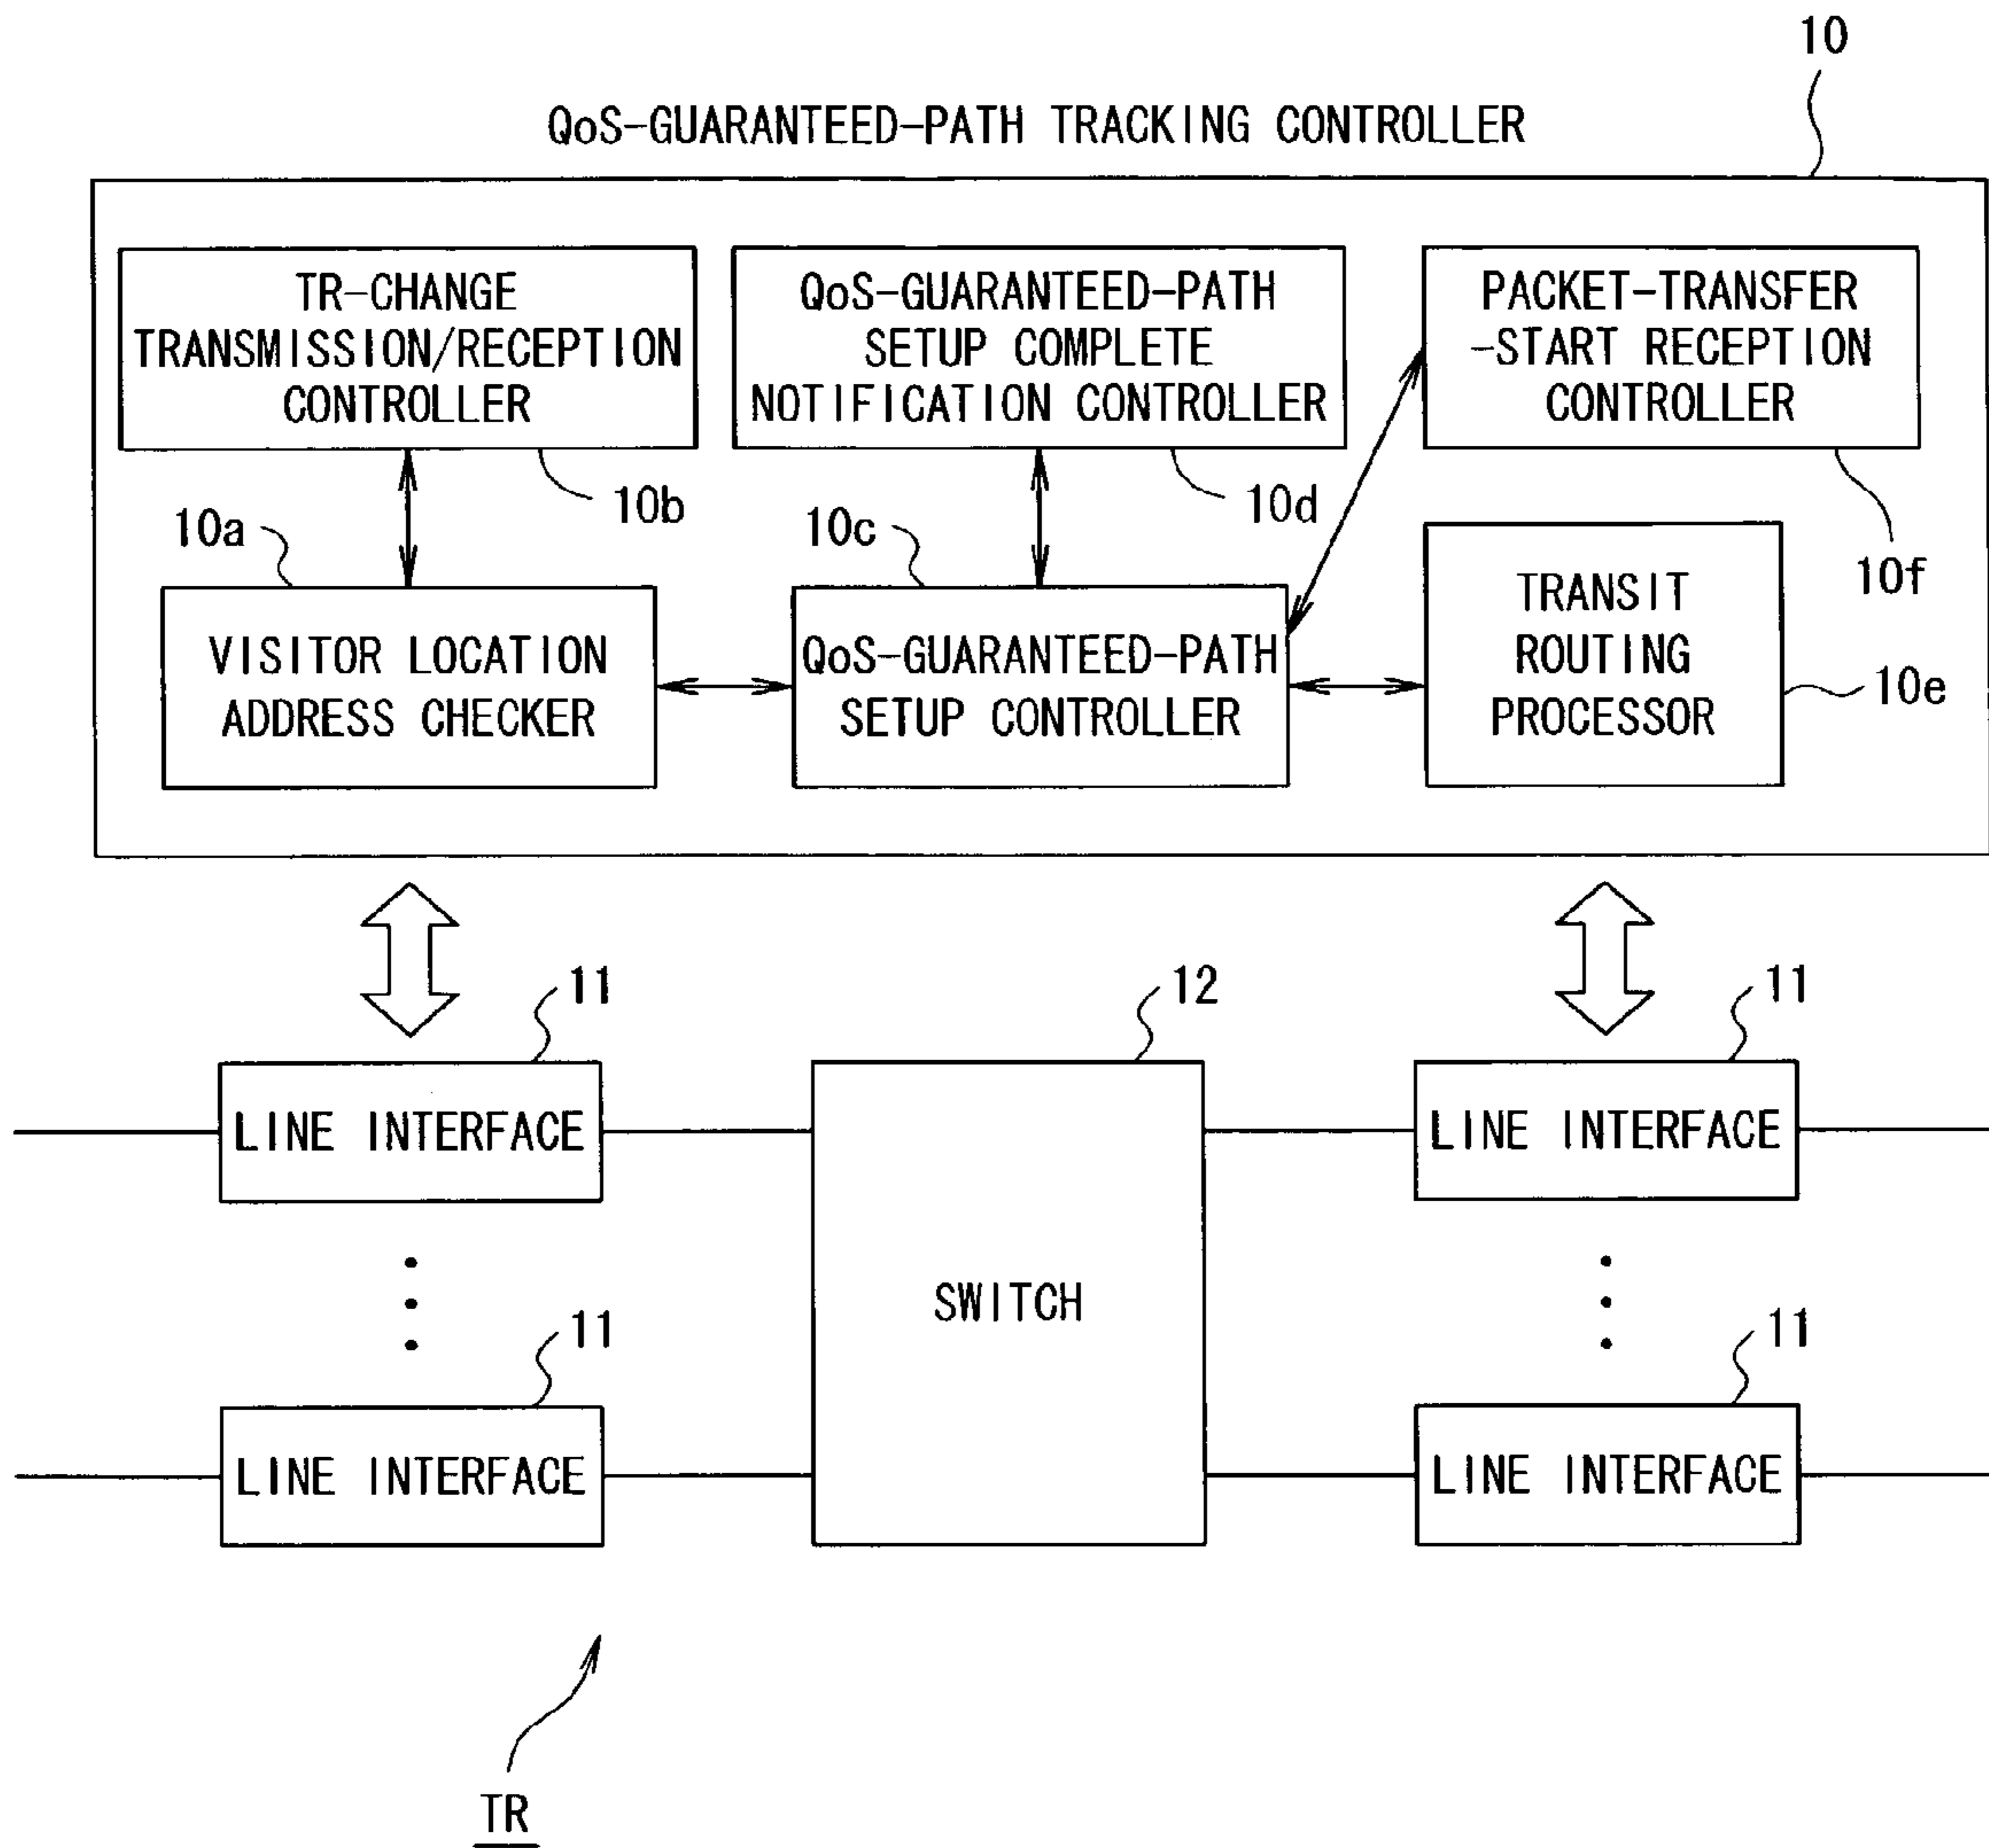 10
QoS-GUARANTEED-PATH TRACKING CONTROLLER
TR-CHANGE
TRANSMISSION/RECEPTION
CONTROLLER
QoS-GUARANTEED-PATH
SETUP COMPLETE
NOTIFICATION CONTROLLER
PACKET-TRANSFER
-START RECEPTION
CONTROLLER
10b
10d
10f
10a
10c
VISITOR LOCATION
ADDRESS CHECKER
QoS-GUARANTEED-PATH
SETUP CONTROLLER
TRANSIT
ROUTING
PROCESSOR
10e
11
12
11
LINE INTERFACE
LINE INTERFACE
SWITCH
11
11
LINE INTERFACE
LINE INTERFACE
TR